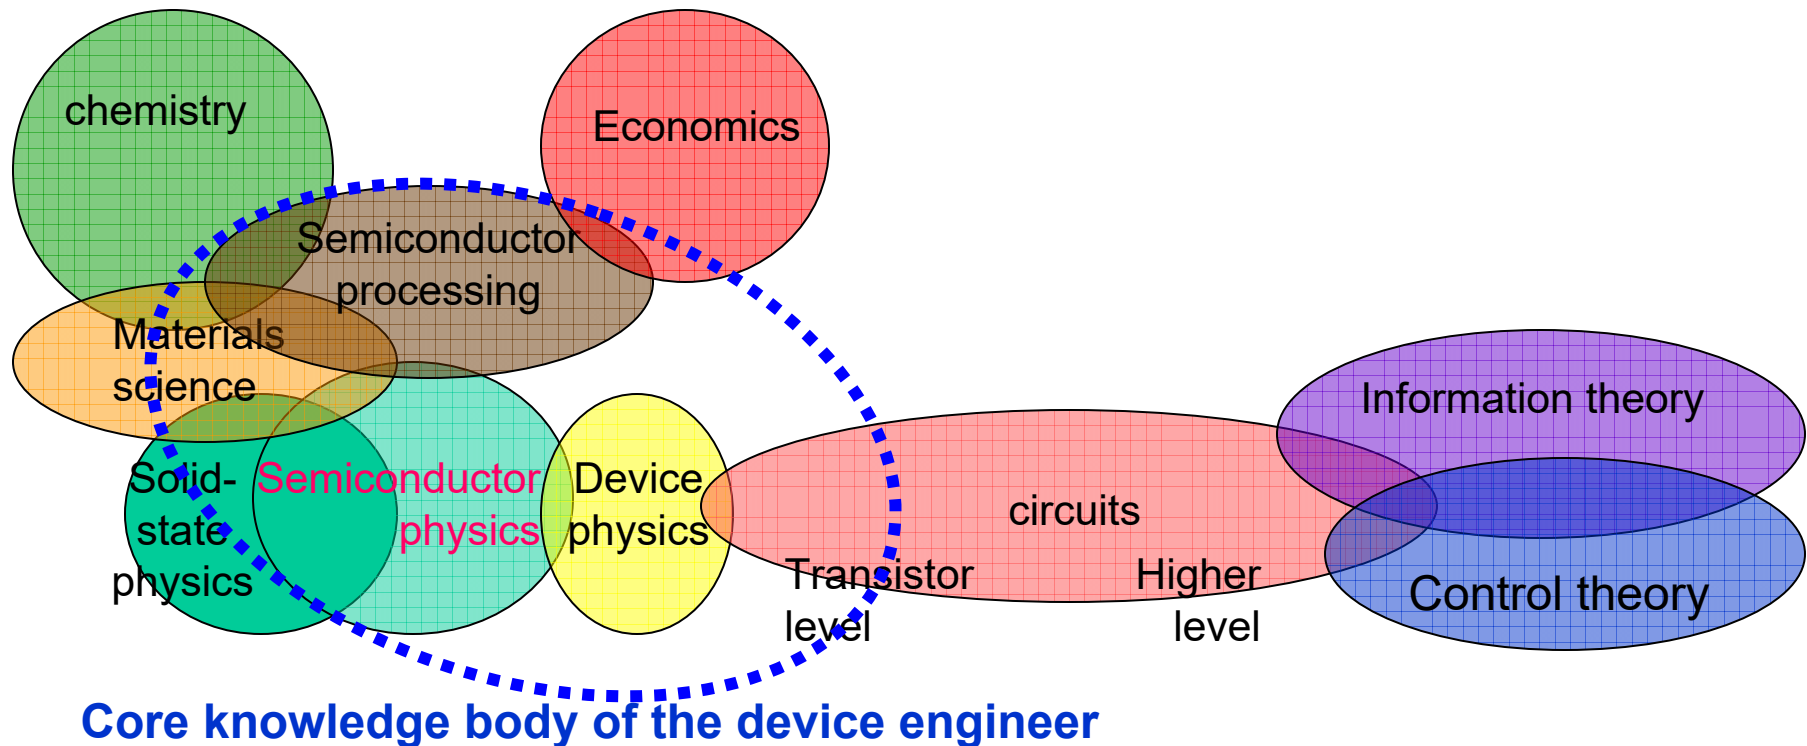 chemistry
Economics
Semiconductor
processing
Materials
science
Solid-
state
physics
Semiconductor
physics
Device
physics
circuits
Transistor
level
Higher
level
Information theory
Control theory
Core knowledge body of the device engineer